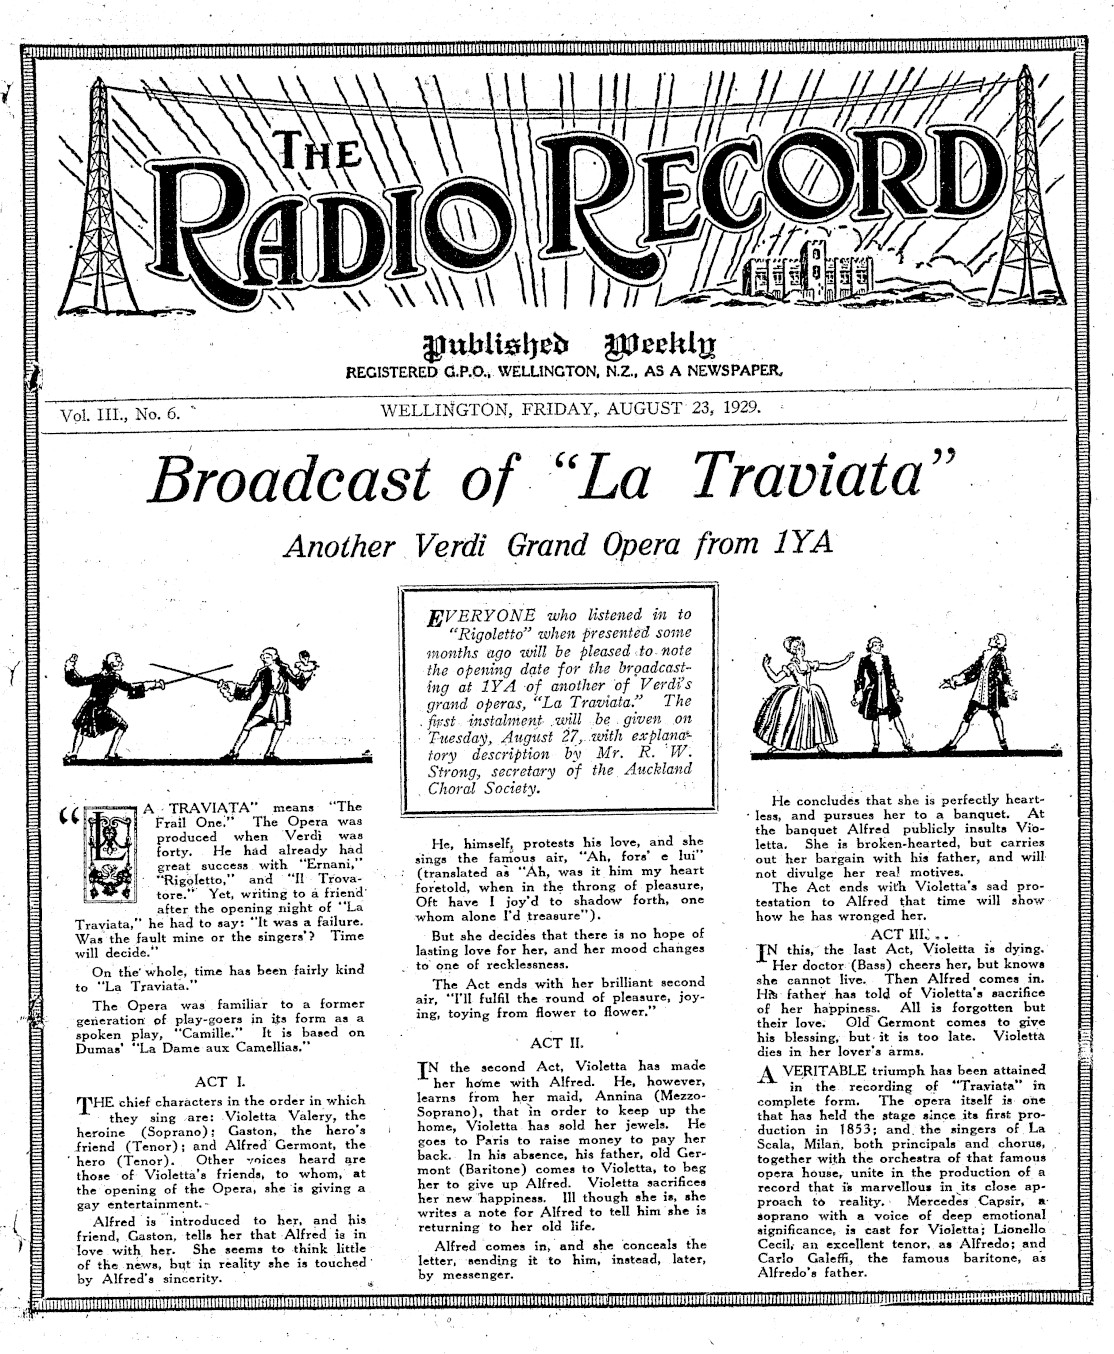 THE
RADIO RECORD
Published Weekly
REGISTERED G.P.O., WELLINGTON, N.Z., AS A NEWSPAPER.
Vol. III., No. 6.
WELLINGTON, FRIDAY, AUGUST 23, 1929.
Broadcast of "La Traviata"
Another Verdi Grand Opera from 1YA
EVERYONE who listened in to
"Rigoletto" when presented some
months ago will be pleased to note
the opening date for the broadcast-
ing at 1YA of another of Verdi's
grand operas, "La Traviata." The
first instalment will be given on
Tuesday, August 27, with explana-
tory description by Mr. R. W.
Strong, secretary of the Auckland
Choral Society.
"LA TRAVIATA" means "The
Frail One." The Opera was
produced when Verdi was
forty. He had already had
great success with "Ernani,"
"Rigoletto," and "Il Trova-
tore." Yet, writing to a friend
after the opening night of "La
Traviata," he had to say: "It was a failure.
Was the fault mine or the singers'? Time
will decide."
On the whole, time has been fairly kind
to "La Traviata."
The Opera was familiar to a former
generation of play-goers in its form as a
spoken play, "Camille." It is based on
Dumas' "La Dame aux Camellias."
ACT I.
THE chief characters in the order in which
they sing are: Violetta Valery, the
heroine (Soprano); Gaston, the hero's
friend (Tenor); and Alfred Germont, the
hero (Tenor). Other voices heard are
those of Violetta's friends, to whom, at
the opening of the Opera, she is giving a
gay entertainment.
Alfred is introduced to her, and his
friend, Gaston, tells her that Alfred is in
love with her. She seems to think little
of the news, but in reality she is touched
by Alfred's sincerity.
He, himself, protests his love, and she
sings the famous air, "Ah, fors' e lui"
(translated as "Ah, was it him my heart
foretold, when in the throng of pleasure,
Oft have I joy'd to shadow forth, one
whom alone I'd treasure").
But she decides that there is no hope of
lasting love for her, and her mood changes
to one of recklessness.
The Act ends with her brilliant second
air, "I'll fulfil the round of pleasure, joy-
ing, toying from flower to flower."
ACT II.
IN the second Act, Violetta has made
her home with Alfred. He, however,
learns from her maid, Annina (Mezzo-
Soprano), that in order to keep up the
home, Violetta has sold her jewels. He
goes to Paris to raise money to pay her
back. In his absence, his father, old Ger-
mont (Baritone) comes to Violetta, to beg
her to give up Alfred. Violetta sacrifices
her new happiness. Ill though she is, she
writes a note for Alfred to tell him she is
returning to her old life.
Alfred comes in, and she conceals the
letter, sending it to him, instead, later,
by messenger.
He concludes that she is perfectly heart-
less, and pursues her to a banquet. At
the banquet Alfred publicly insults Vio-
letta. She is broken-hearted, but carries
out her bargain with his father, and will
not divulge her real motives.
The Act ends with Violetta's sad pro-
testation to Alfred that time will show
how he has wronged her.
ACT III.
IN this, the last Act, Violetta is dying.
Her doctor (Bass) cheers her, but knows
she cannot live. Then Alfred comes in.
His father has told of Violetta's sacrifice
of her happiness. All is forgotten but
their love. Old Germont comes to give
his blessing, but it is too late. Violetta
dies in her lover's arms.
A VERITABLE triumph has been attained
in the recording of "Traviata" in
complete form. The opera itself is one
that has held the stage since its first pro-
duction in 1853; and the singers of La
Scala, Milan, both principals and chorus,
together with the orchestra of that famous
opera house, unite in the production of a
record that is marvellous in its close ap-
proach to reality. Mercedes Capsir, a
soprano with a voice of deep emotional
significance, is cast for Violetta; Lionello
Cecil, an excellent tenor, as Alfredo; and
Carlo Galeffi, the famous baritone, as
Alfredo's father.